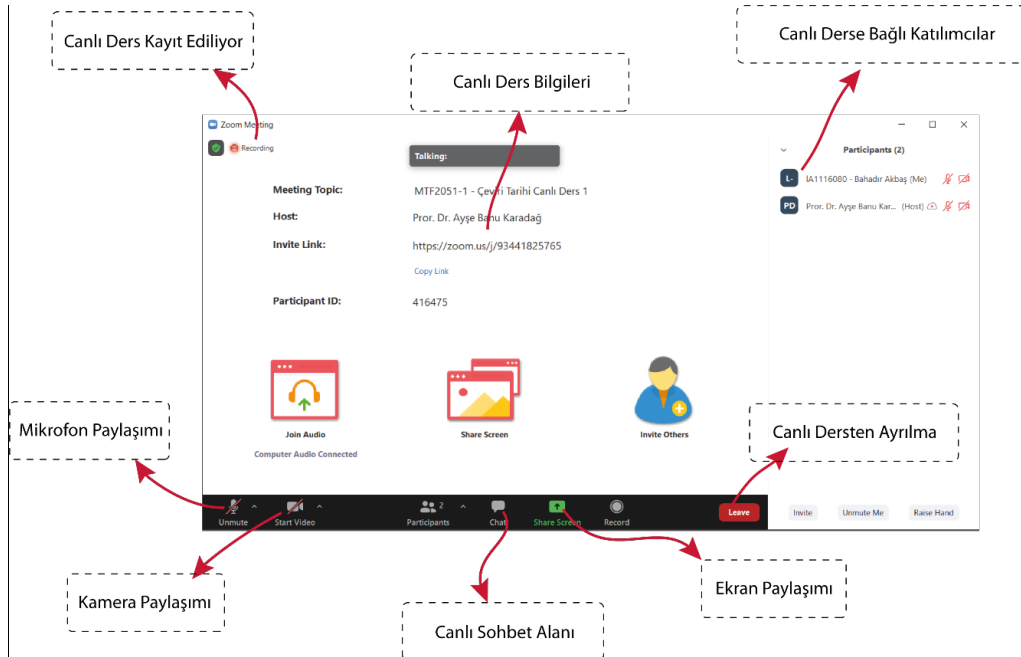 Canlı Ders Kayıt Ediliyor
Canlı Derse Bağlı Katılımcılar
Canlı Ders Bilgileri
Zoom Meeting
Recording
Talking:
Participants (2)
Meeting Topic: MTF2051-1 - Çeviri Tarihi Canlı Ders 1
L- lA1116080 - Bahadır Akbaş (Me)
PD Pror. Dr. Ayşe Banu Kar... (Host)
Host: Pror. Dr. Ayşe Banu Karadağ
Invite Link: https://zoom.us/j/93441825765
Copy Link
Participant ID: 416475
Join Audio
Computer Audio Connected
Share Screen
Invite Others
Mikrofon Paylaşımı
Canlı Dersten Ayrılma
Unmute
Start Video
Participants 2
Chat
Share Screen
Record
Leave
Invite
Unmute Me
Raise Hand
Kamera Paylaşımı
Canlı Sohbet Alanı
Ekran Paylaşımı